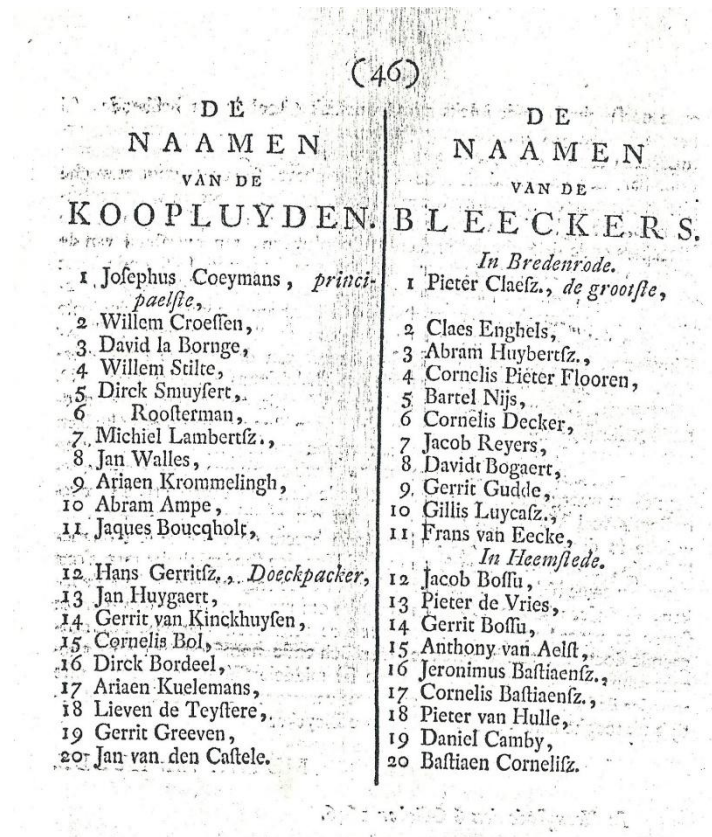 (46)
DE
NAAMEN
VAN DE
KOOPLUYDEN.
1 Joſephus Coeymans, princi-
paelſte,
2 Willem Croeſſen,
3 David la Bornge,
4 Willem Stilte,
5 Dirck Smuyſert,
6 Rooſterman,
7 Michiel Lambertſz.,
8 Jan Walles,
9 Ariaen Krommelingh,
10 Abram Ampe,
11 Jaques Boucqholt,
12 Hans Gerritſz., Doeckpacker,
13 Jan Huygaert,
14 Gerrit van Kinckhuyſen,
15 Cornelis Bol,
16 Dirck Bordeel,
17 Ariaen Kuelemans,
18 Lieven de Teyſtere,
19 Gerrit Greeven,
20 Jan van den Caſtele.
DE
NAAMEN
VAN DE
BLEECKERS.
In Bredenrode.
1 Pieter Claeſz., de grootſte,
2 Claes Enghels,
3 Abram Huybertſz.,
4 Cornelis Pieter Flooren,
5 Bartel Nijs,
6 Cornelis Decker,
7 Jacob Reyers,
8 Davidt Bogaert,
9 Gerrit Gudde,
10 Gillis Luycaſz.,
11 Frans van Eecke,
In Heemſtede.
12 Jacob Boſſu,
13 Pieter de Vries,
14 Gerrit Boſſu,
15 Anthony van Aelſt,
16 Jeronimus Baſtiaenſz.,
17 Cornelis Baſtiaenſz.,
18 Pieter van Hulle,
19 Daniel Camby,
20 Baſtiaen Corneliſz.